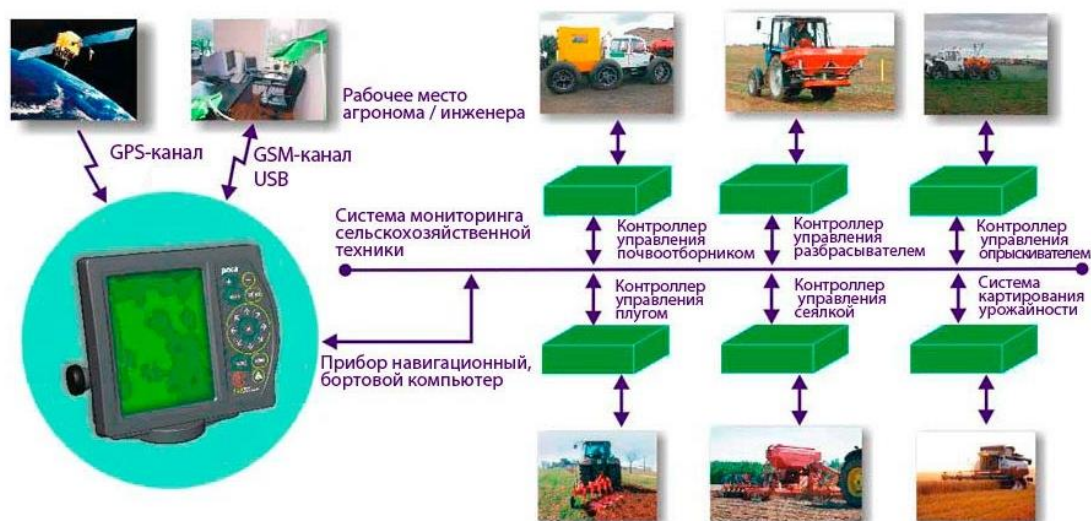 Рабочее место
агронома / инженера
GPS-канал
GSM-канал
USB
Система мониторинга
сельскохозяйственной
техники
Контроллер
управления
почвоотборником
Контроллер
управления
разбрасывателем
Контроллер
управления
опрыскивателем
Контроллер
управления
плугом
Контроллер
управления
сеялкой
Система
картирования
урожайности
Прибор навигационный,
бортовой компьютер